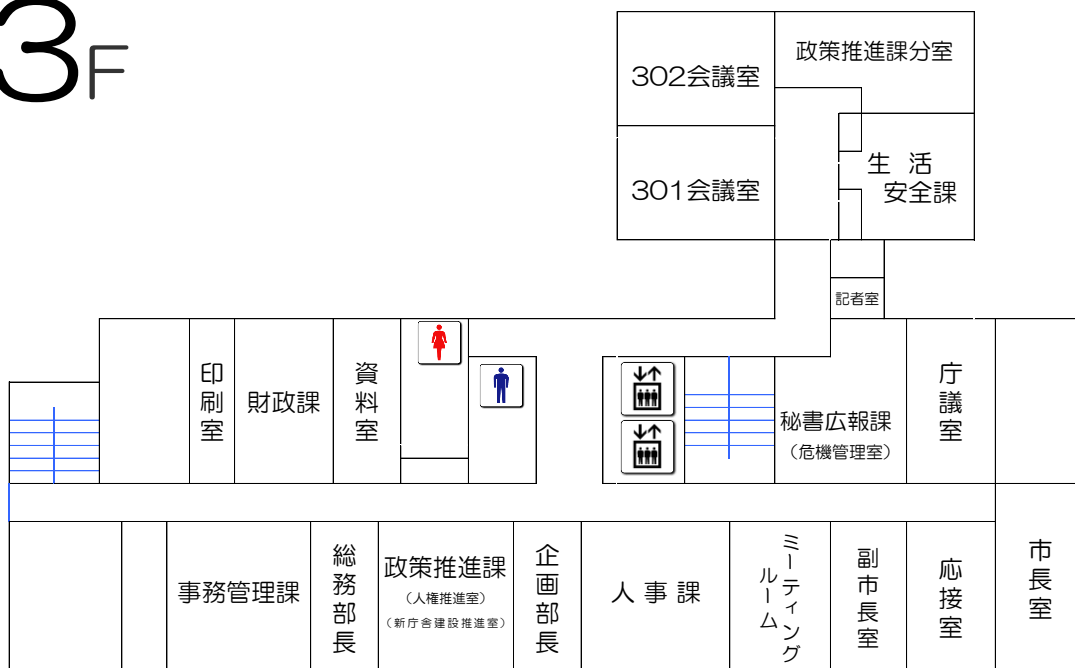 3F
302会議室
政策推進課分室
301会議室
生 活
安全課
記者室
印刷室
財政課
資料室
秘書広報課
（危機管理室）
庁議室
事務管理課
総務部長
政策推進課
（人権推進室）
（新庁舎建設推進室）
企画部長
人 事 課
ミーティング
ルーム
副市長室
応接室
市長室